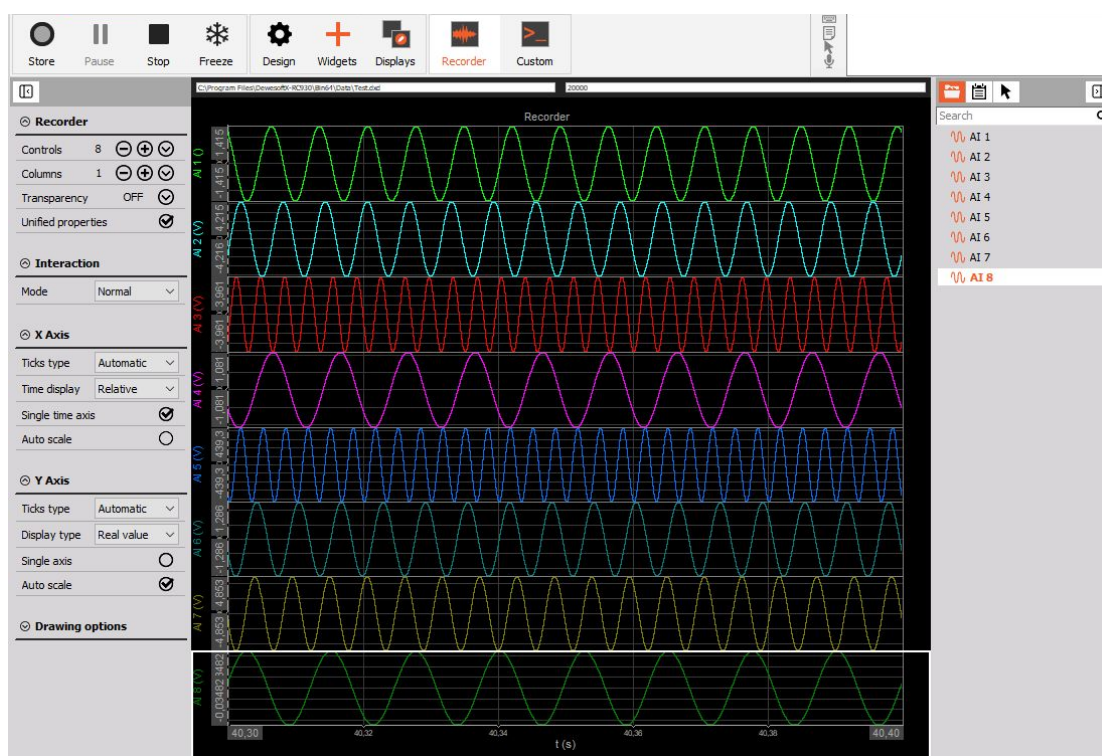 Store Pause Stop Freeze Design Widgets Displays Recorder Custom
C:\Program Files\DewesoftX-RC930\Bin64\Data\Test.dxd 20000
Recorder
Controls 8
Columns 1
Transparency OFF
Unified properties
Interaction
Mode Normal
X Axis
Ticks type Automatic
Time display Relative
Single time axis
Auto scale
Y Axis
Ticks type Automatic
Display type Real value
Single axis
Auto scale
Drawing options
Recorder
AI 1 () -1,415 1,415
AI 2 (V) -4,216 4,215
AI 3 (V) -3,961 3,961
AI 4 (V) -1,081 1,081
AI 5 (V) -439,3 439,3
AI 6 (V) -1,286 1,286
AI 7 (V) -4,853 4,853
AI 8 (V) -0,03482 3482
40,30 40,32 40,34 40,36 40,38 40,40
t (s)
Search
AI 1
AI 2
AI 3
AI 4
AI 5
AI 6
AI 7
AI 8